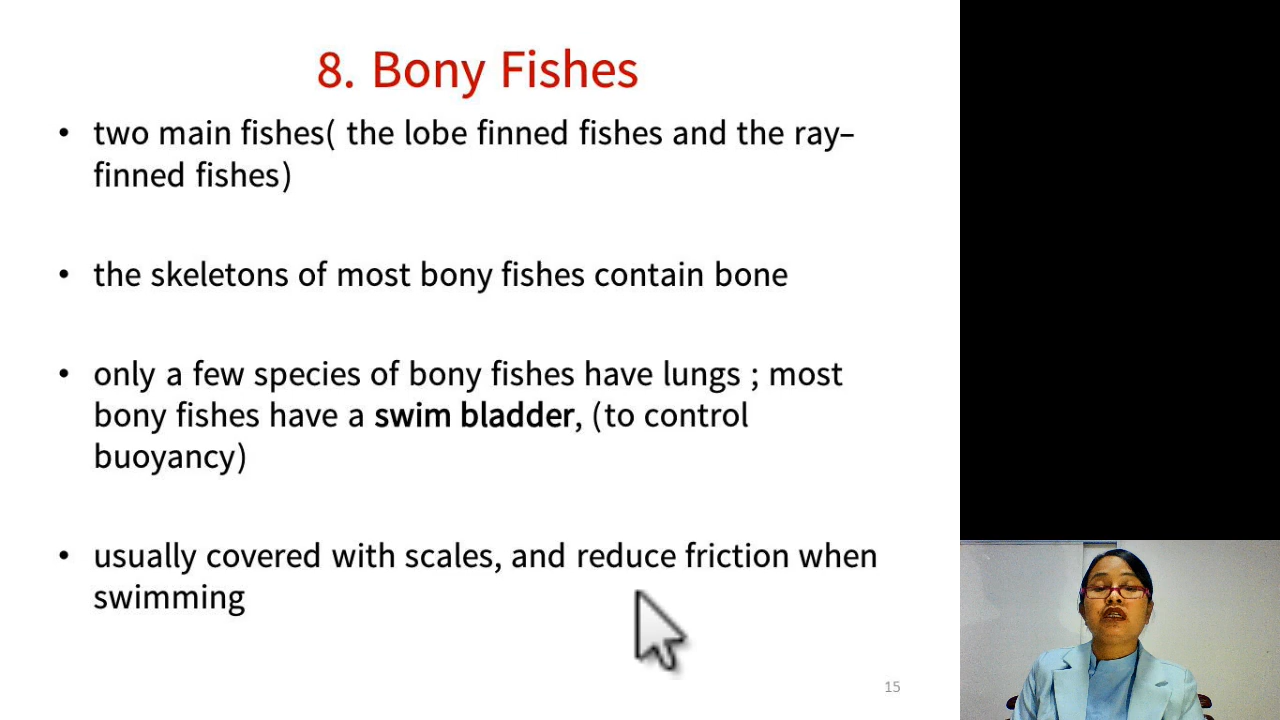 8. Bony Fishes
• two main fishes( the lobe finned fishes and the ray–
finned fishes)
• the skeletons of most bony fishes contain bone
• only a few species of bony fishes have lungs ; most
bony fishes have a swim bladder, (to control
buoyancy)
• usually covered with scales, and reduce friction when
swimming
15